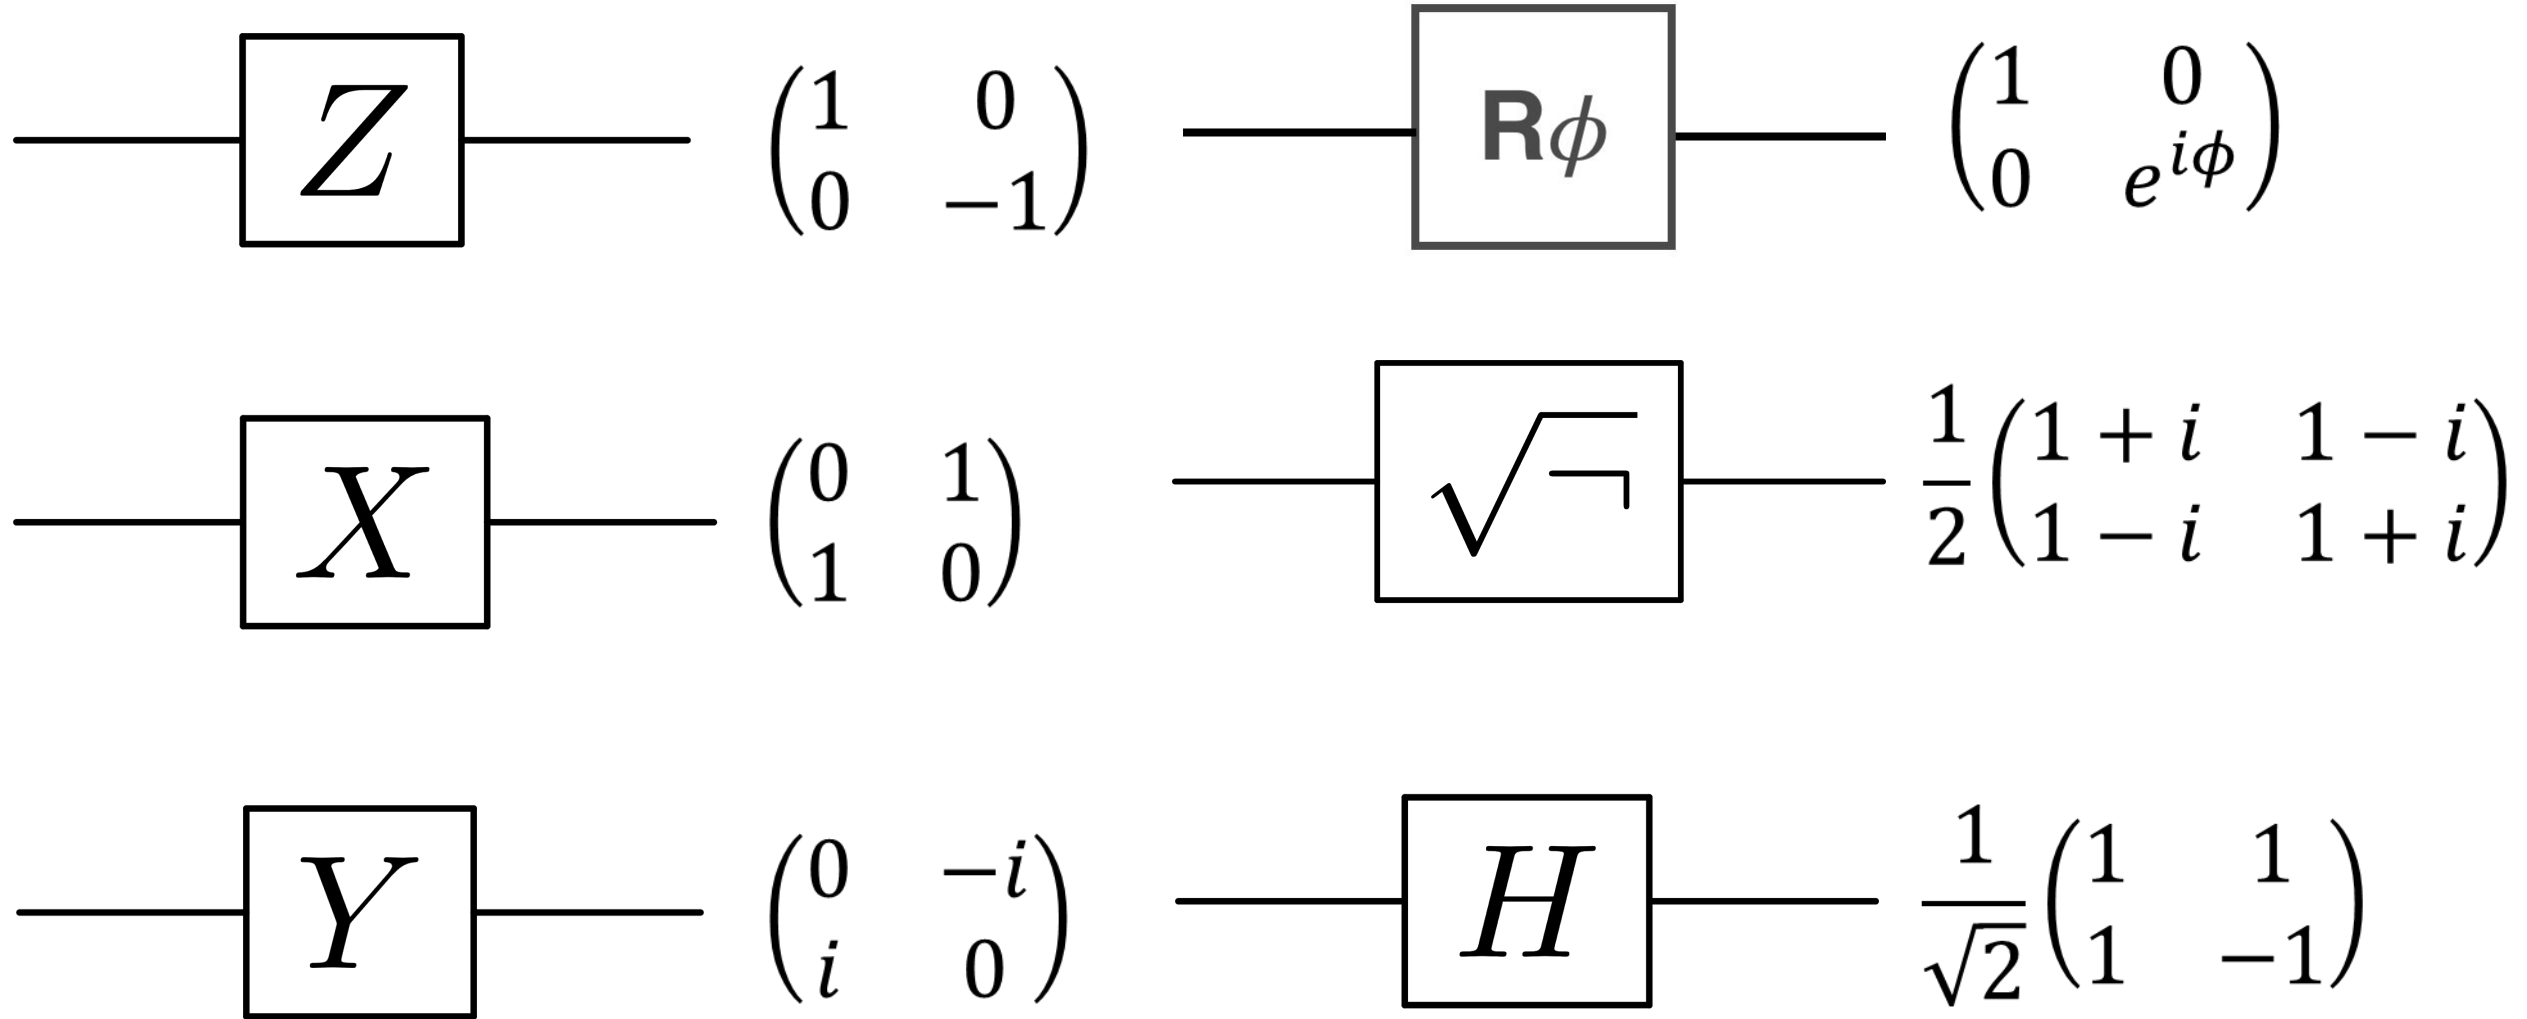 Z
1 0
0 −1
Rϕ
1 0
0 e^{iϕ}
X
0 1
1 0
√¬
1/2
1 + i 1 − i
1 − i 1 + i
Y
0 −i
i 0
H
1/√2
1 1
1 −1